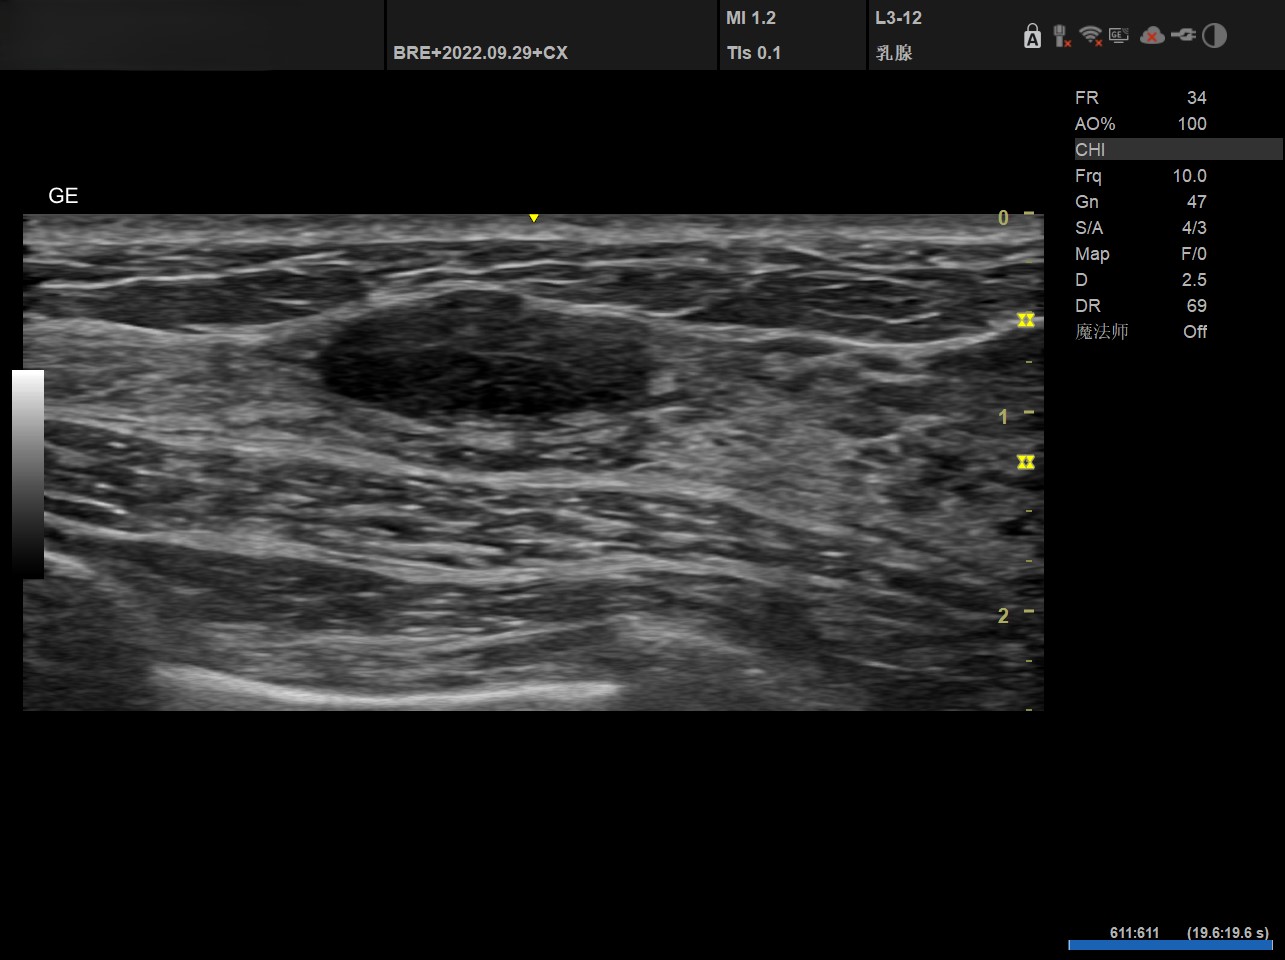 MI 1.2
L3-12
BRE+2022.09.29+CX
TIs 0.1
乳腺
FR 34
AO% 100
CHI
Frq 10.0
Gn 47
S/A 4/3
Map F/0
D 2.5
DR 69
魔法师 Off
GE
0
1
2
611:611 (19.6:19.6 s)